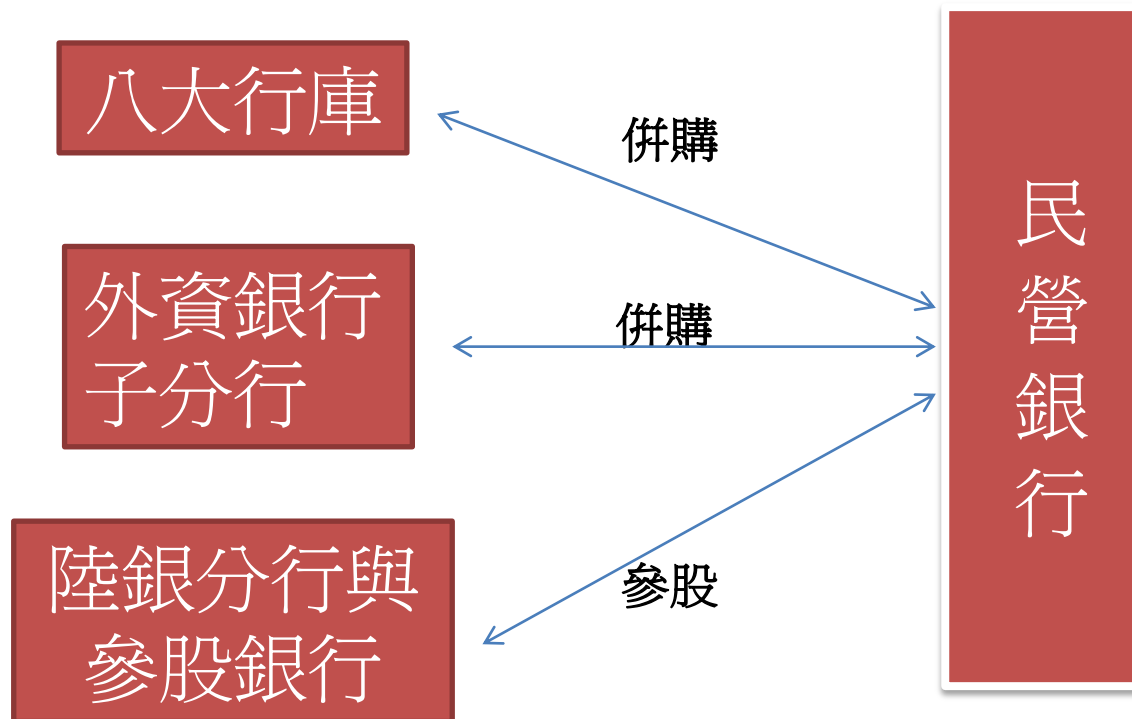 八大行庫
併購
外資銀行
子分行
併購
陸銀分行與
參股銀行
參股
民營銀行